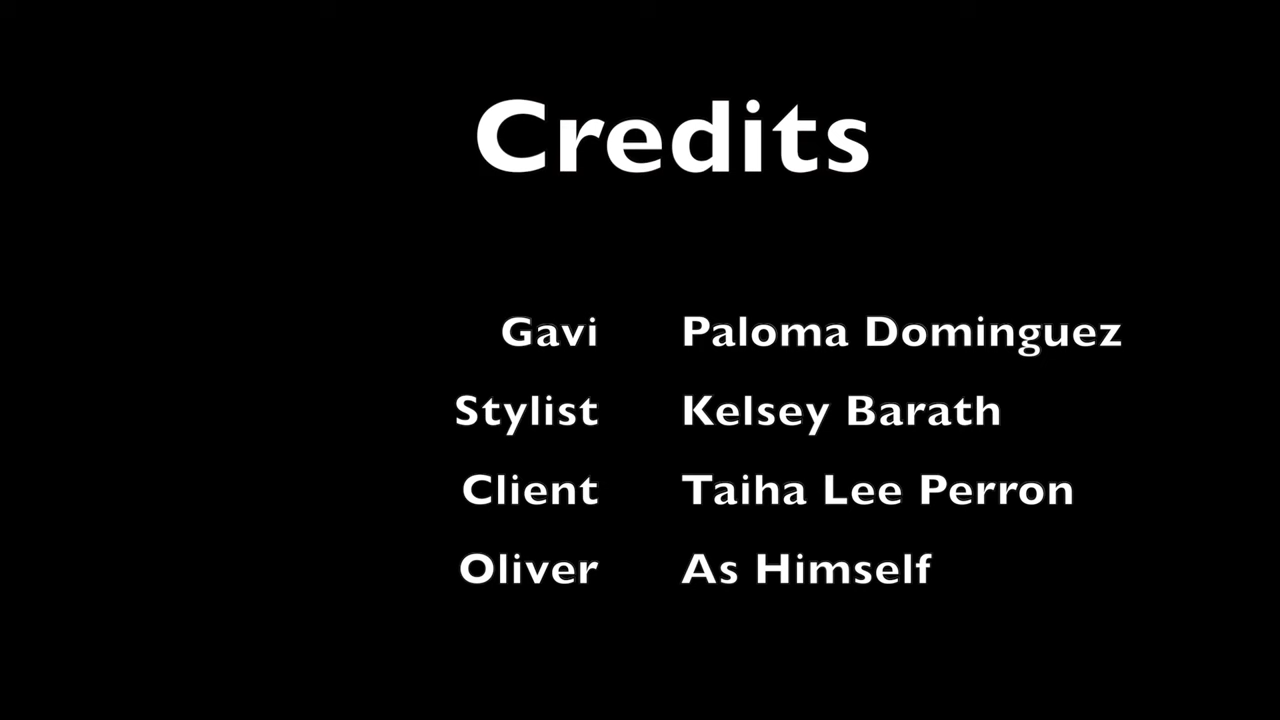 Credits
Gavi Paloma Dominguez
Stylist Kelsey Barath
Client Taiha Lee Perron
Oliver As Himself